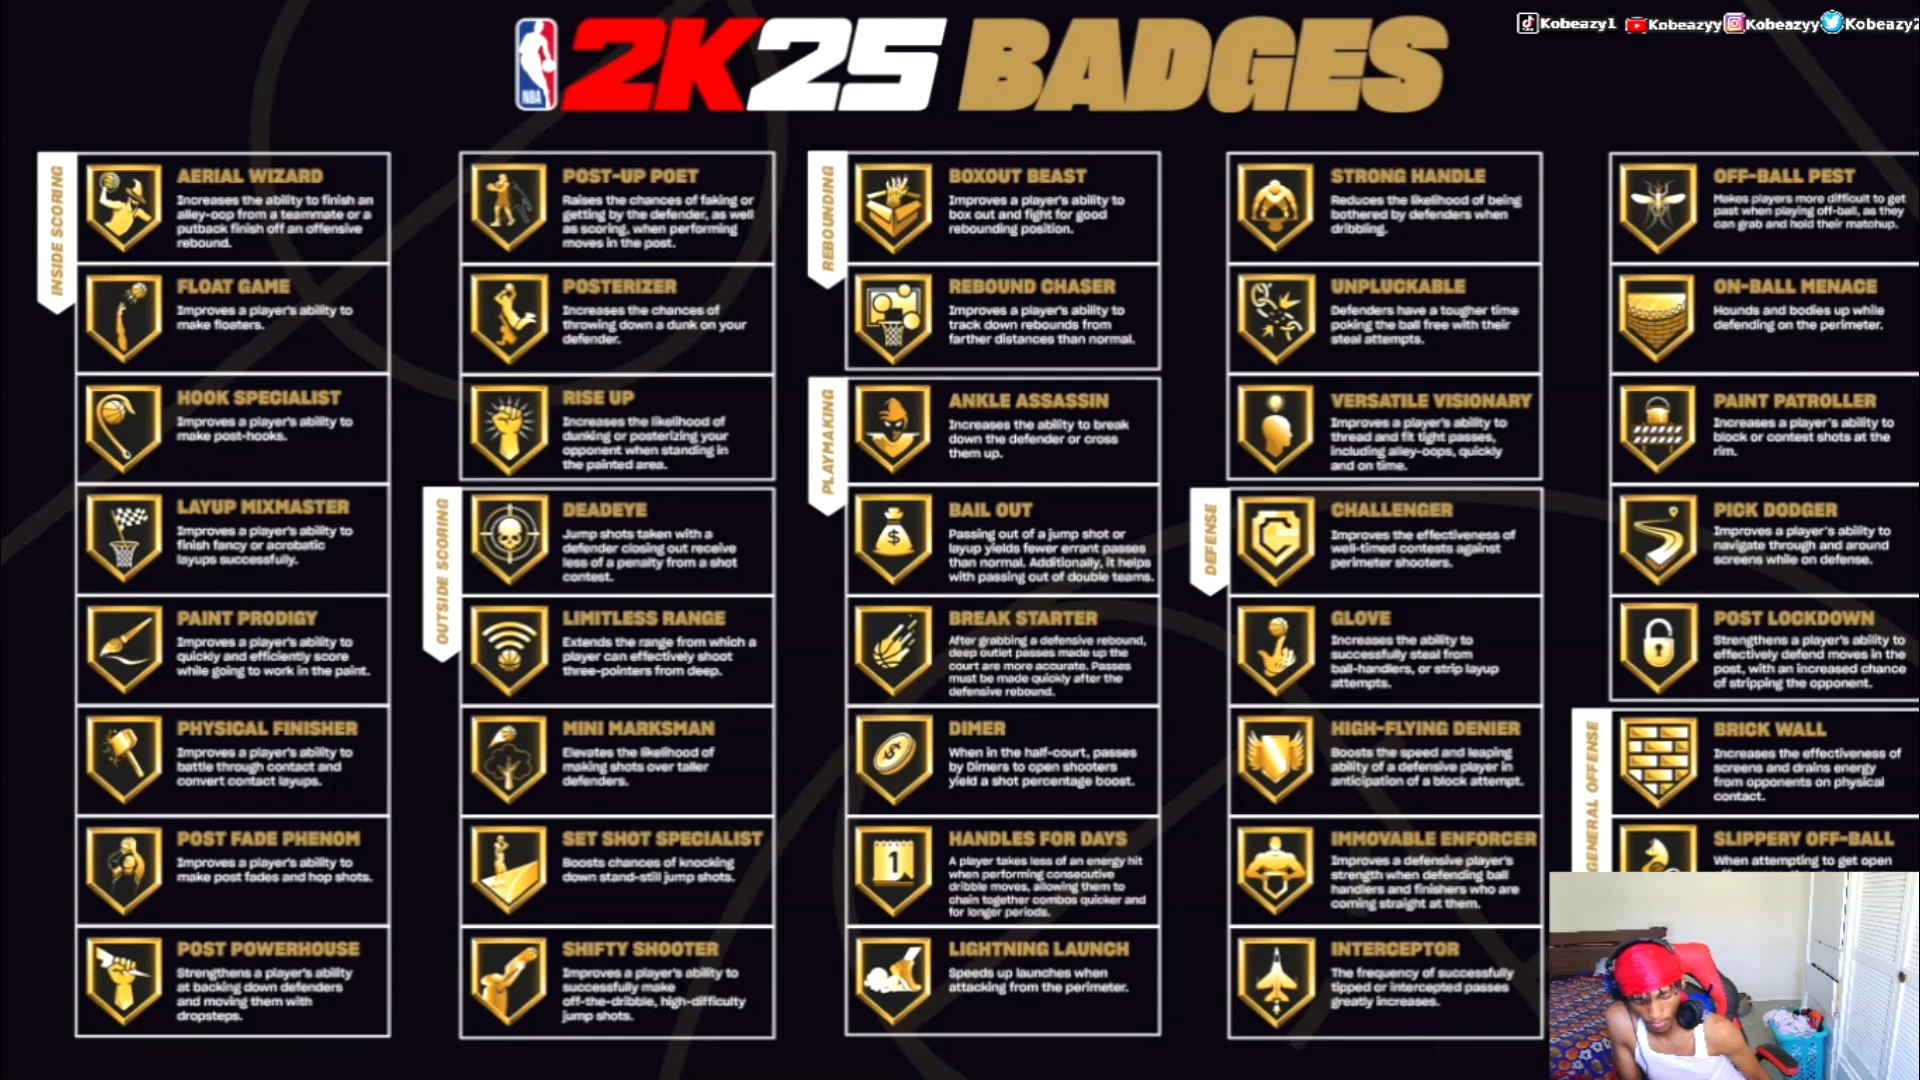 Kobeazy1 Kobeazyy Kobeazyy Kobeazy2
NBA 2K25 BADGES
INSIDE SCORING
AERIAL WIZARD
Increases the ability to finish an
alley-oop from a teammate or a
putback finish off an offensive
rebound.
FLOAT GAME
Improves a player's ability to
make floaters.
HOOK SPECIALIST
Improves a player's ability to
make post-hooks.
LAYUP MIXMASTER
Improves a player's ability to
finish fancy or acrobatic
layups successfully.
PAINT PRODIGY
Improves a player's ability to
quickly and efficiently score
while going to work in the paint.
PHYSICAL FINISHER
Improves a player's ability to
battle through contact and
convert contact layups.
POST FADE PHENOM
Improves a player's ability to
make post fades and hop shots.
POST POWERHOUSE
Strengthens a player's ability
at backing down defenders
and moving them with
dropsteps.
POST-UP POET
Raises the chances of faking or
getting by the defender, as well
as scoring, when performing
moves in the post.
POSTERIZER
Increases the chances of
throwing down a dunk on your
defender.
RISE UP
Increases the likelihood of
dunking or posterizing your
opponent when standing in
the painted area.
OUTSIDE SCORING
DEADEYE
Jump shots taken with a
defender closing out receive
less of a penalty from a shot
contest.
LIMITLESS RANGE
Extends the range from which a
player can effectively shoot
three-pointers from deep.
MINI MARKSMAN
Elevates the likelihood of
making shots over taller
defenders.
SET SHOT SPECIALIST
Boosts chances of knocking
down stand-still jump shots.
SHIFTY SHOOTER
Improves a player's ability to
successfully make
off-the-dribble, high-difficulty
jump shots.
REBOUNDING
BOXOUT BEAST
Improves a player's ability to
box out and fight for good
rebounding position.
REBOUND CHASER
Improves a player's ability to
track down rebounds from
farther distances than normal.
PLAYMAKING
ANKLE ASSASSIN
Increases the ability to break
down the defender or cross
them up.
BAIL OUT
Passing out of a jump shot or
layup yields fewer errant passes
than normal. Additionally, it helps
with passing out of double teams.
BREAK STARTER
After grabbing a defensive rebound,
deep outlet passes made up the
court are more accurate. Passes
must be made quickly after the
defensive rebound.
DIMER
When in the half-court, passes
by Dimers to open shooters
yield a shot percentage boost.
HANDLES FOR DAYS
A player takes less of an energy hit
when performing consecutive
dribble moves, allowing them to
chain together combos quicker and
for longer periods.
LIGHTNING LAUNCH
Speeds up launches when
attacking from the perimeter.
STRONG HANDLE
Reduces the likelihood of being
bothered by defenders when
dribbling.
UNPLUCKABLE
Defenders have a tougher time
poking the ball free with their
steal attempts.
VERSATILE VISIONARY
Improves a player's ability to
thread and fit tight passes,
including alley-oops, quickly
and on time.
DEFENSE
CHALLENGER
Improves the effectiveness of
well-timed contests against
perimeter shooters.
GLOVE
Increases the ability to
successfully steal from
ball-handlers, or strip layup
attempts.
HIGH-FLYING DENIER
Boosts the speed and leaping
ability of a defensive player in
anticipation of a block attempt.
IMMOVABLE ENFORCER
Improves a defensive player's
strength when defending ball
handlers and finishers who are
coming straight at them.
INTERCEPTOR
The frequency of successfully
tipped or intercepted passes
greatly increases.
OFF-BALL PEST
Makes players more difficult to get
past when playing off-ball, as they
can grab and hold their matchup.
ON-BALL MENACE
Hounds and bodies up while
defending on the perimeter.
PAINT PATROLLER
Increases a player's ability to
block or contest shots at the
rim.
PICK DODGER
Improves a player's ability to
navigate through and around
screens while on defense.
POST LOCKDOWN
Strengthens a player's ability to
effectively defend moves in the
post, with an increased chance
of stripping the opponent.
GENERAL OFFENSE
BRICK WALL
Increases the effectiveness of
screens and drains energy
from opponents on physical
contact.
SLIPPERY OFF-BALL
When attempting to get open